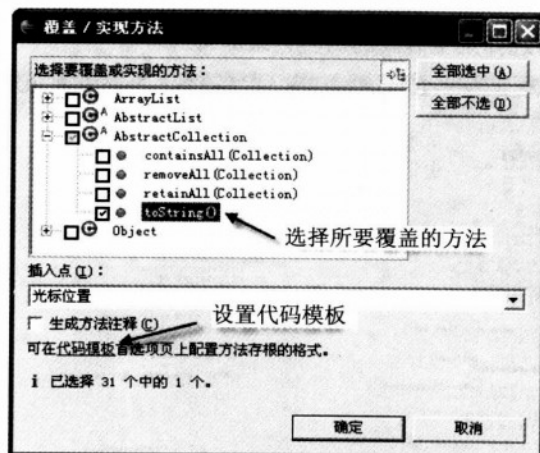 覆盖 / 实现方法
选择要覆盖或实现的方法：
全部选中(A)
全部不选(D)
ArrayList
AbstractList
AbstractCollection
containsAll(Collection)
removeAll(Collection)
retainAll(Collection)
toString()
Object
选择所要覆盖的方法
插入点(I)：
光标位置
设置代码模板
生成方法注释(C)
可在代码模板首选项页上配置方法存根的格式。
i 已选择 31 个中的 1 个。
确定
取消